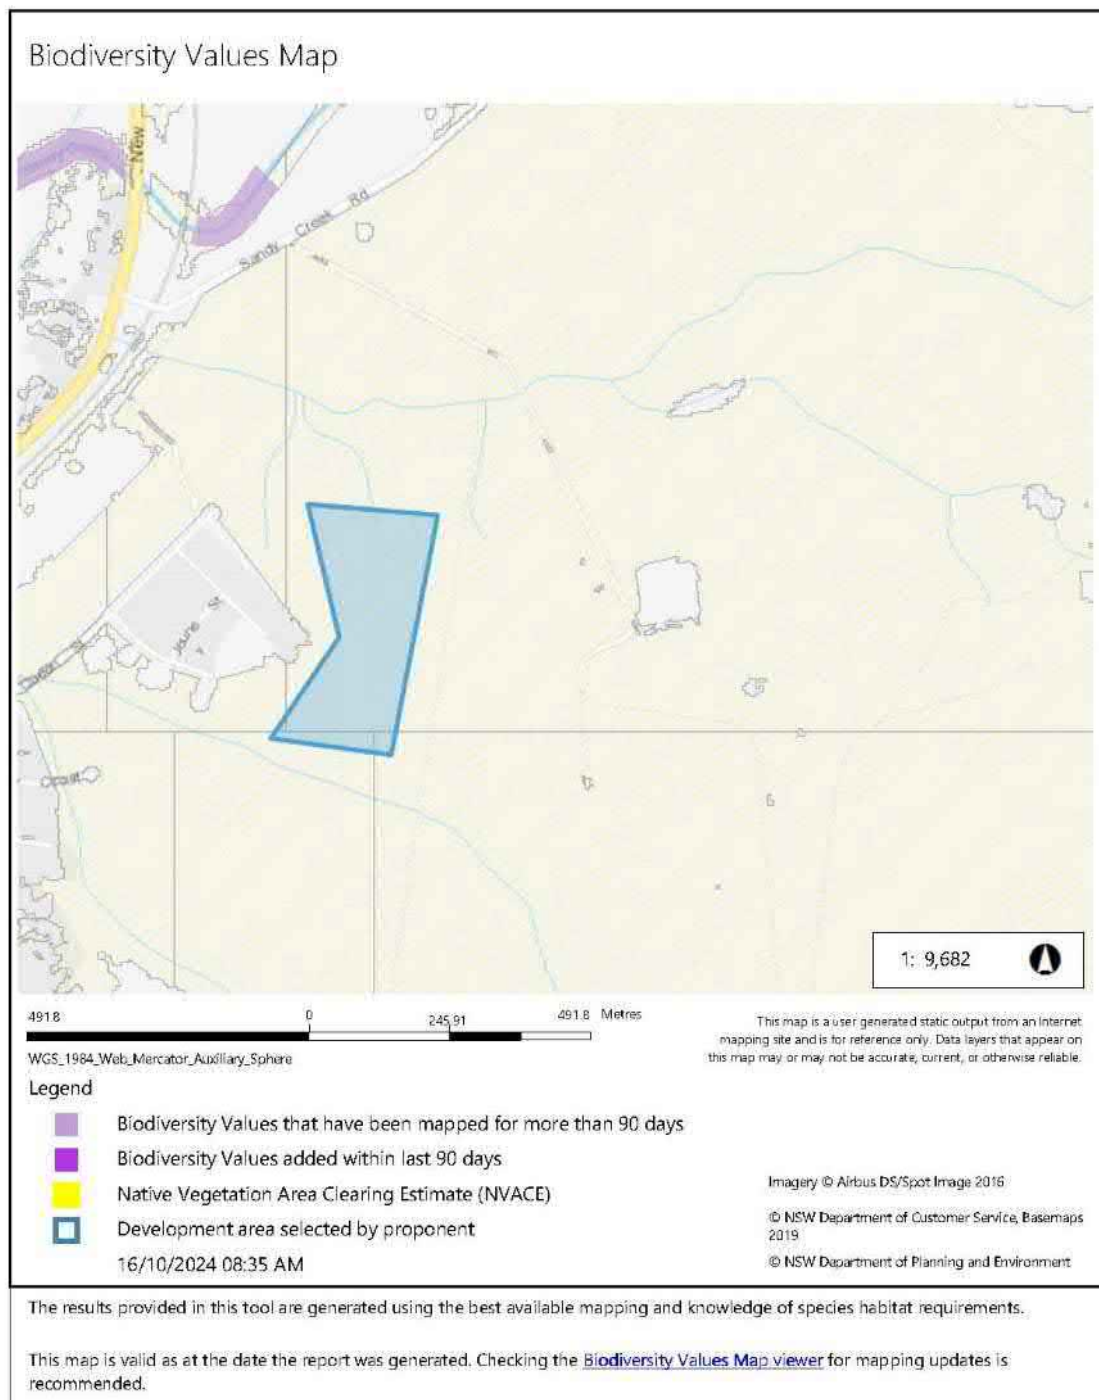 Biodiversity Values Map
New
Sandy Creek Rd
Joyne St
1: 9,682
491.8 0 245.91 491.8 Metres
WGS_1984_Web_Mercator_Auxiliary_Sphere
This map is a user generated static output from an Internet
mapping site and is for reference only. Data layers that appear on
this map may or may not be accurate, current, or otherwise reliable.
Legend
Biodiversity Values that have been mapped for more than 90 days
Biodiversity Values added within last 90 days
Native Vegetation Area Clearing Estimate (NVACE)
Development area selected by proponent
16/10/2024 08:35 AM
Imagery © Airbus DS/Spot Image 2016
© NSW Department of Customer Service, Basemaps
2019
© NSW Department of Planning and Environment
The results provided in this tool are generated using the best available mapping and knowledge of species habitat requirements.
This map is valid as at the date the report was generated. Checking the Biodiversity Values Map viewer for mapping updates is
recommended.